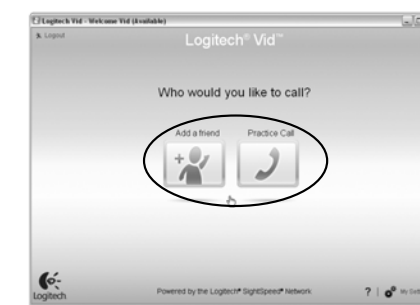 Logitech Vid - Welcome Vid (Available)
Logout
Logitech® Vid™
Who would you like to call?
Add a friend Practice Call
Logitech Powered by the Logitech® SightSpeed® Network ? | My